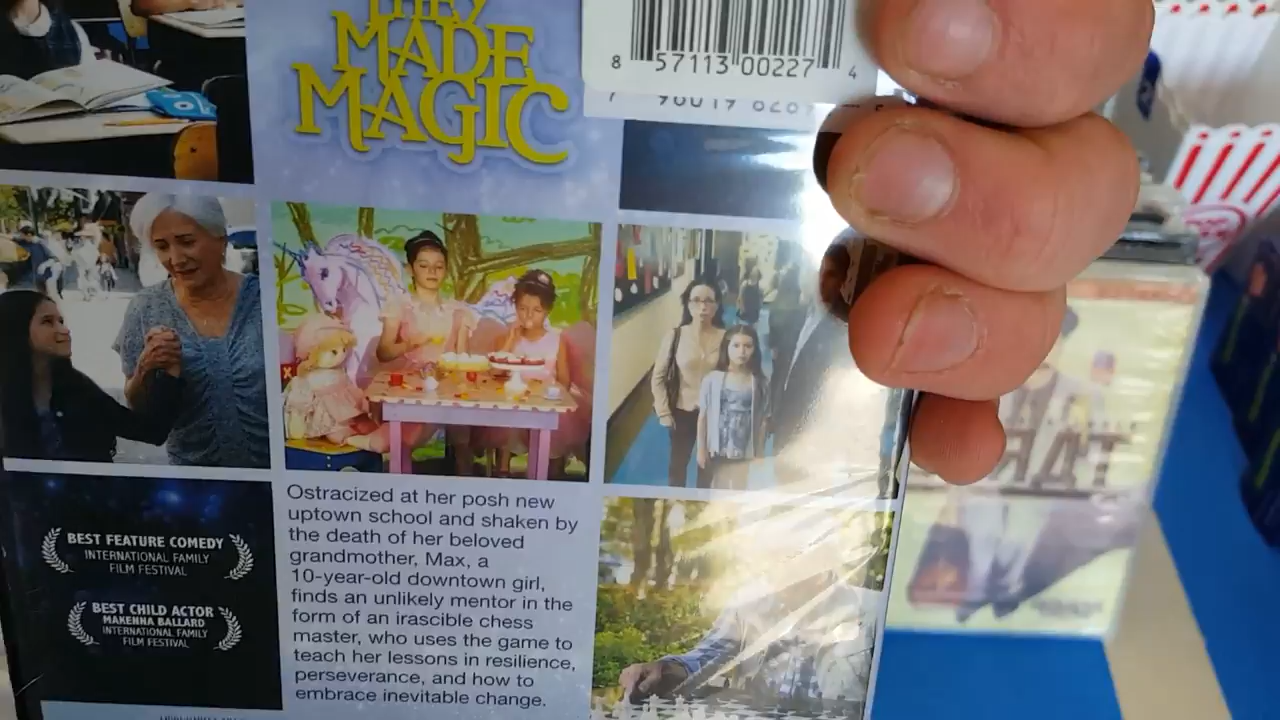 THEY
MADE
MAGIC
8 57113 00227 4
BEST FEATURE COMEDY
INTERNATIONAL FAMILY
FILM FESTIVAL
BEST CHILD ACTOR
MAKENNA BALLARD
INTERNATIONAL FAMILY
FILM FESTIVAL
Ostracized at her posh new
uptown school and shaken by
the death of her beloved
grandmother, Max, a
10-year-old downtown girl,
finds an unlikely mentor in the
form of an irascible chess
master, who uses the game to
teach her lessons in resilience,
perseverance, and how to
embrace inevitable change.